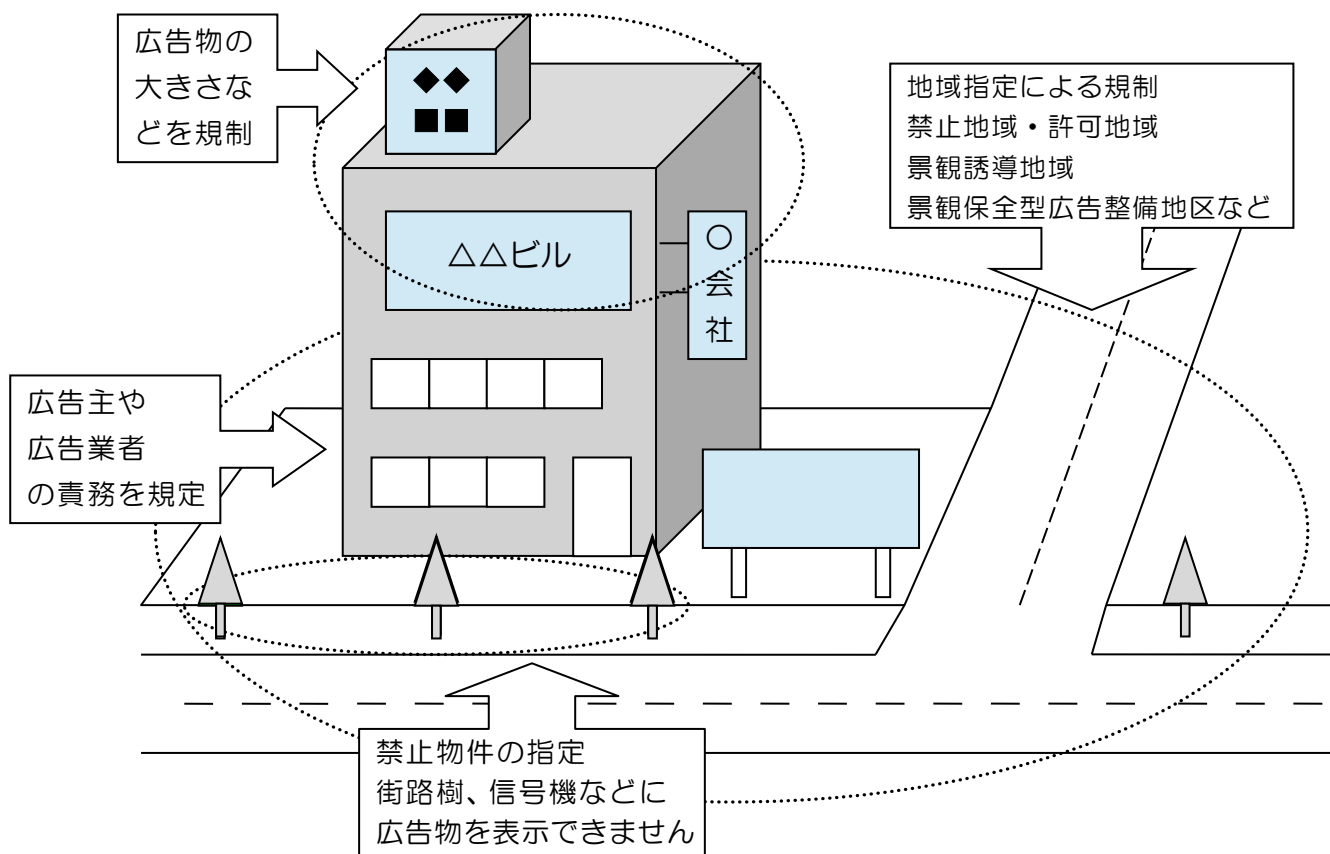 広告物の
大きさな
どを規制
地域指定による規制
禁止地域・許可地域
景観誘導地域
景観保全型広告整備地区など
◆◆
■■
△△ビル
〇
会
社
広告主や
広告業者
の責務を規定
禁止物件の指定
街路樹、信号機などに
広告物を表示できません